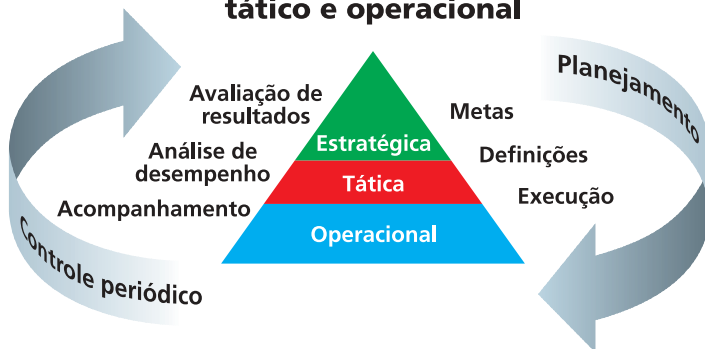 tático e operacional
Planejamento
Avaliação de
resultados
Metas
Estratégica
Análise de
desempenho
Definições
Tática
Execução
Acompanhamento
Operacional
Controle periódico